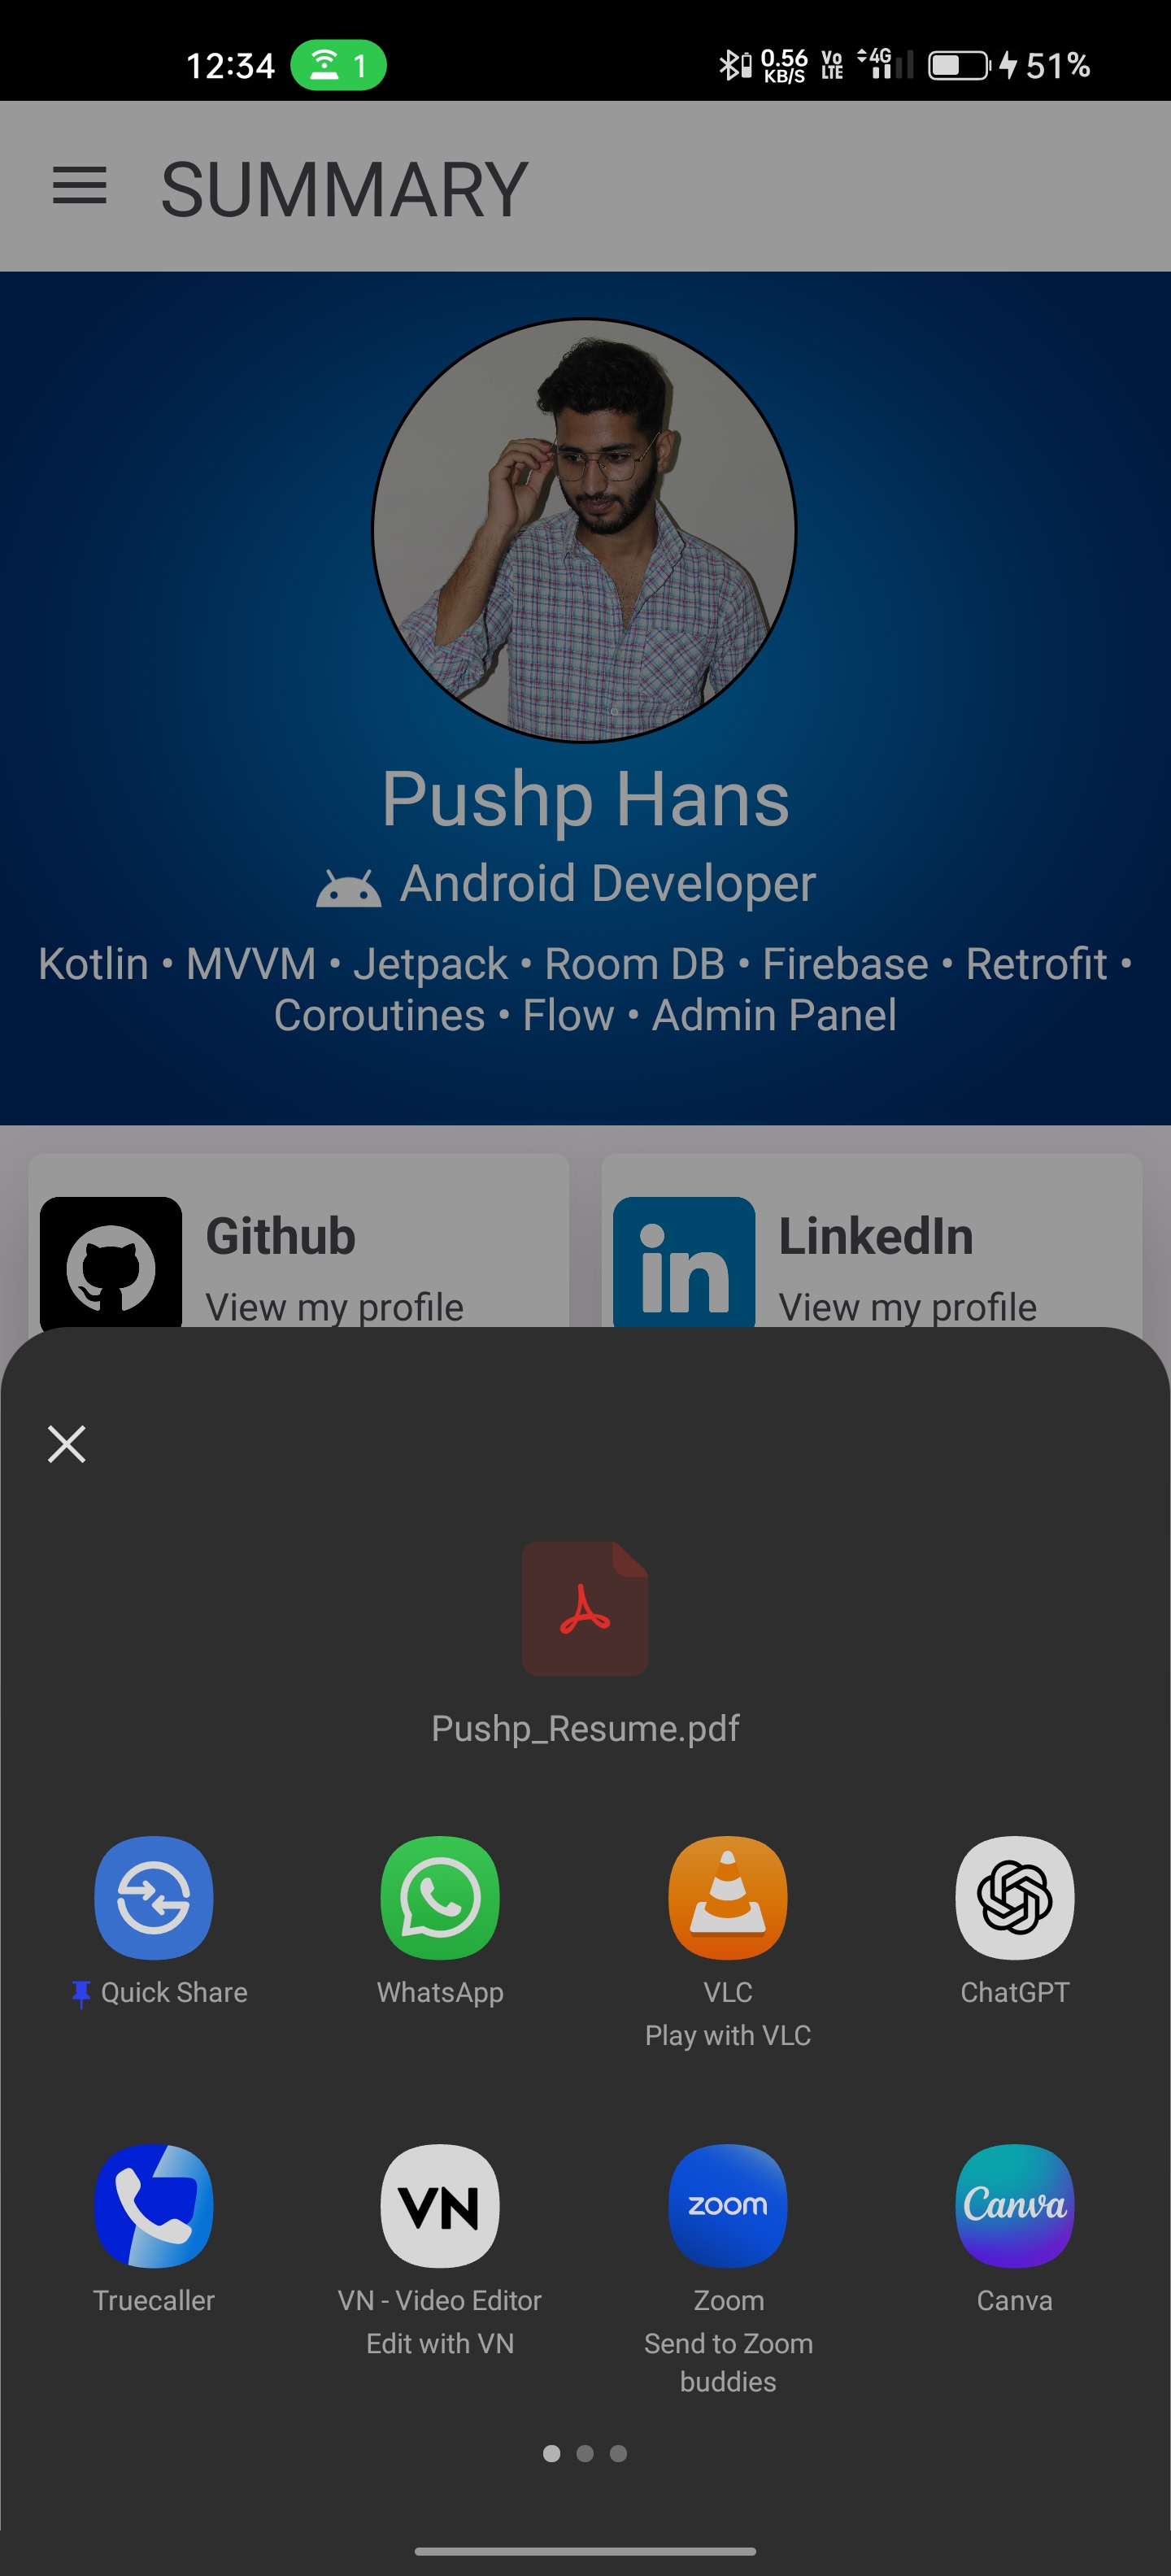 12:34 1 0.56 KB/S Vo LTE 4G 51%
SUMMARY
Pushp Hans
Android Developer
Kotlin • MVVM • Jetpack • Room DB • Firebase • Retrofit •
Coroutines • Flow • Admin Panel
Github LinkedIn
View my profile View my profile
Pushp_Resume.pdf
Quick Share WhatsApp VLC ChatGPT
Play with VLC
VN zoom Canva
Truecaller VN - Video Editor Zoom Canva
Edit with VN Send to Zoom
buddies